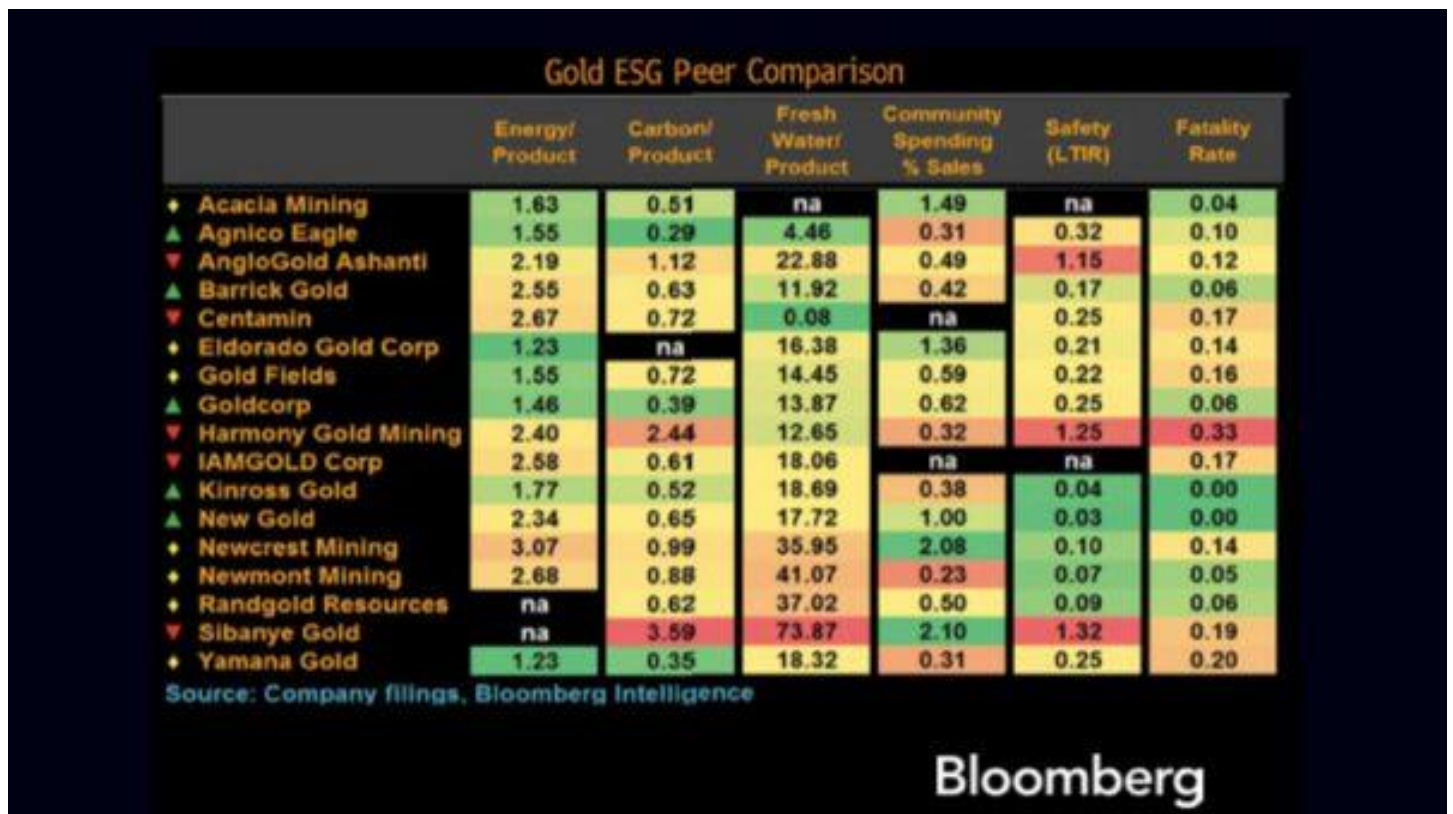 Gold ESG Peer Comparison
Energy/ Product Carbon/ Product Fresh Water/ Product Community Spending % Sales Safety (LTIR) Fatality Rate
Acacia Mining 1.63 0.51 na 1.49 na 0.04
Agnico Eagle 1.55 0.29 4.46 0.31 0.32 0.10
AngloGold Ashanti 2.19 1.12 22.88 0.49 1.15 0.12
Barrick Gold 2.55 0.63 11.92 0.42 0.17 0.06
Centamin 2.67 0.72 0.08 na 0.25 0.17
Eldorado Gold Corp 1.23 na 16.38 1.36 0.21 0.14
Gold Fields 1.55 0.72 14.45 0.59 0.22 0.16
Goldcorp 1.46 0.39 13.87 0.62 0.25 0.06
Harmony Gold Mining 2.40 2.44 12.65 0.32 1.25 0.33
IAMGOLD Corp 2.58 0.61 18.06 na na 0.17
Kinross Gold 1.77 0.52 18.69 0.38 0.04 0.00
New Gold 2.34 0.65 17.72 1.00 0.03 0.00
Newcrest Mining 3.07 0.99 35.95 2.08 0.10 0.14
Newmont Mining 2.68 0.88 41.07 0.23 0.07 0.05
Randgold Resources na 0.62 37.02 0.50 0.09 0.06
Sibanye Gold na 3.59 73.87 2.10 1.32 0.19
Yamana Gold 1.23 0.35 18.32 0.31 0.25 0.20
Source: Company filings, Bloomberg Intelligence
Bloomberg